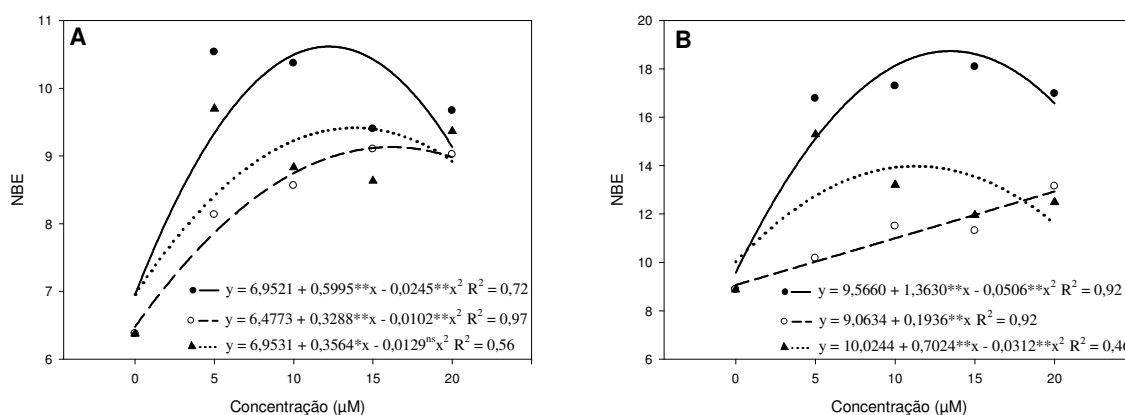 A
NBE
11
10
9
8
7
6
y = 6,9521 + 0,5995**x - 0,0245**x² R² = 0,72
y = 6,4773 + 0,3288**x - 0,0102**x² R² = 0,97
y = 6,9531 + 0,3564*x - 0,0129ⁿˢx² R² = 0,56
0 5 10 15 20
Concentração (µM)
B
NBE
20
18
16
14
12
10
8
6
y = 9,5660 + 1,3630**x - 0,0506**x² R² = 0,92
y = 9,0634 + 0,1936**x R² = 0,92
y = 10,0244 + 0,7024**x - 0,0312**x² R² = 0,46
0 5 10 15 20
Concentração (µM)